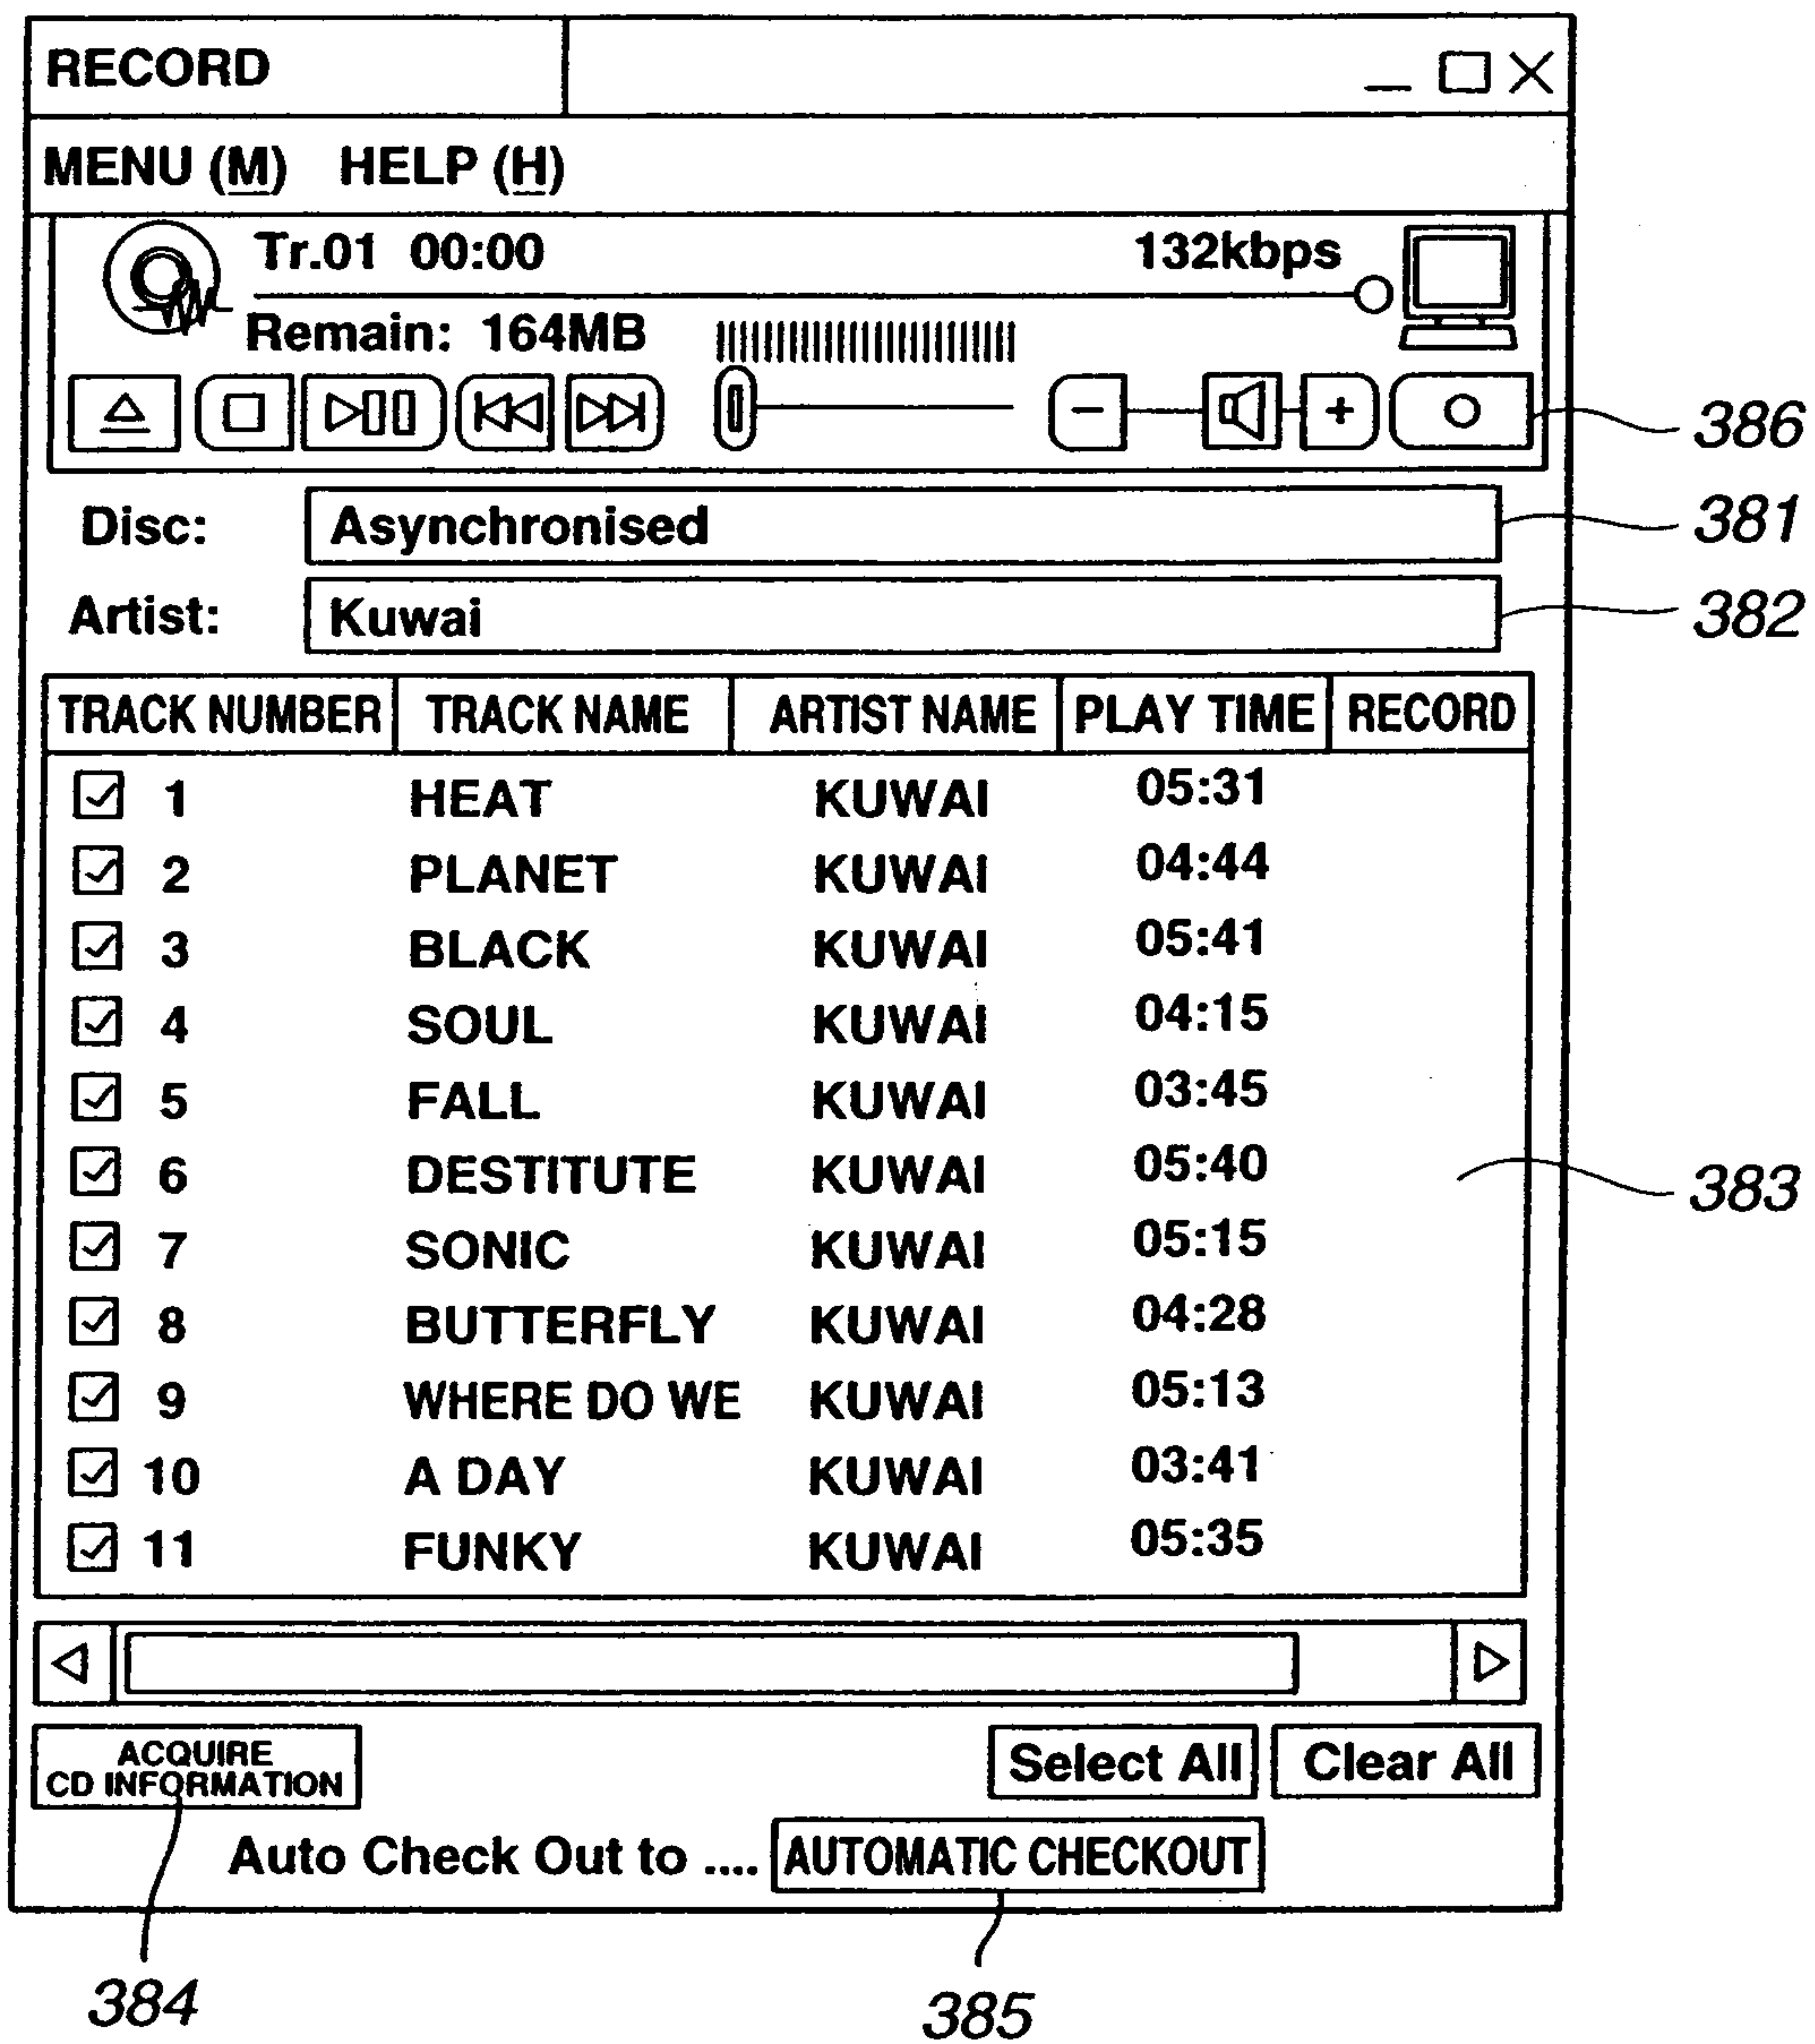 RECORD
MENU (M) HELP (H)
Tr.01 00:00 132kbps
Remain: 164MB
386
Disc: Asynchronised 381
Artist: Kuwai 382
TRACK NUMBER TRACK NAME ARTIST NAME PLAY TIME RECORD
1 HEAT KUWAI 05:31
2 PLANET KUWAI 04:44
3 BLACK KUWAI 05:41
4 SOUL KUWAI 04:15
5 FALL KUWAI 03:45
6 DESTITUTE KUWAI 05:40
383
7 SONIC KUWAI 05:15
8 BUTTERFLY KUWAI 04:28
9 WHERE DO WE KUWAI 05:13
10 A DAY KUWAI 03:41
11 FUNKY KUWAI 05:35
ACQUIRE
CD INFORMATION
Select All Clear All
Auto Check Out to .... AUTOMATIC CHECKOUT
384 385